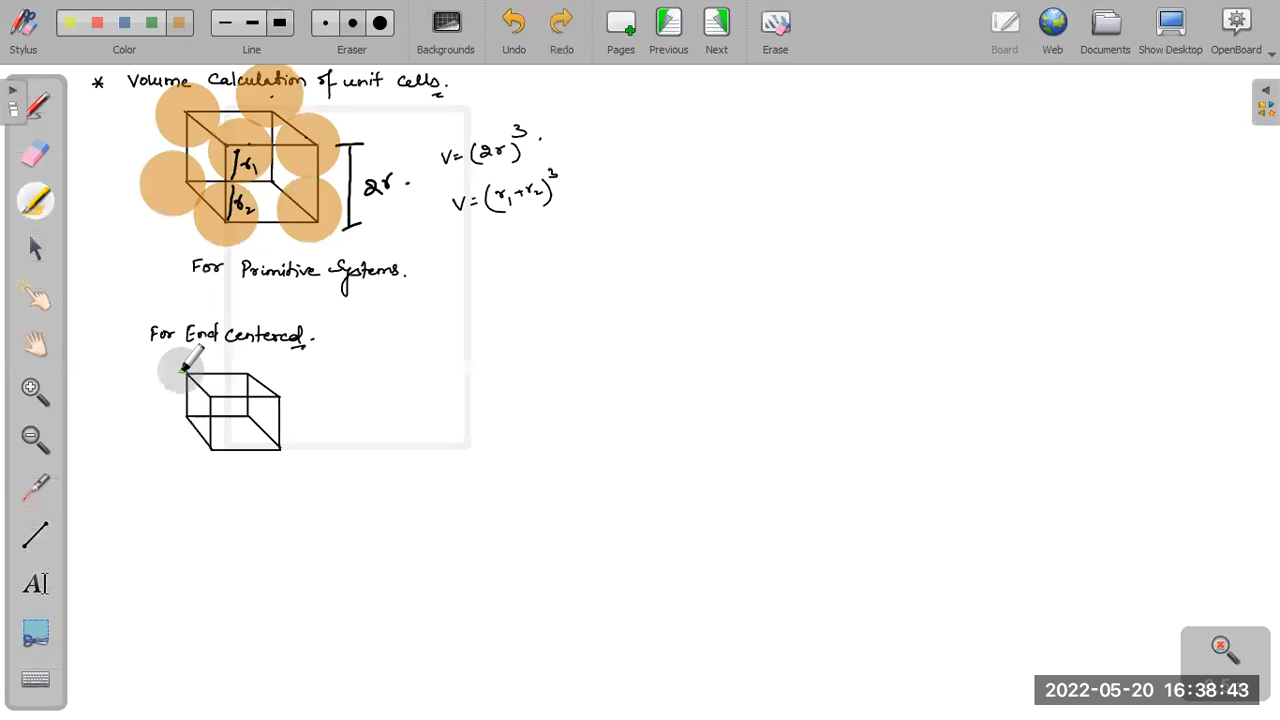 Stylus
Color
Line
Eraser
Backgrounds
Undo
Redo
Pages
Previous
Next
Erase
Board
Web
Documents
Show Desktop
OpenBoard
* Volume Calculation of unit cells.
r1
r2
2r.
V = (2r)^3.
V = (r1+r2)^3
For Primitive Systems.
For End Centered.
AI
2022-05-20 16:38:43